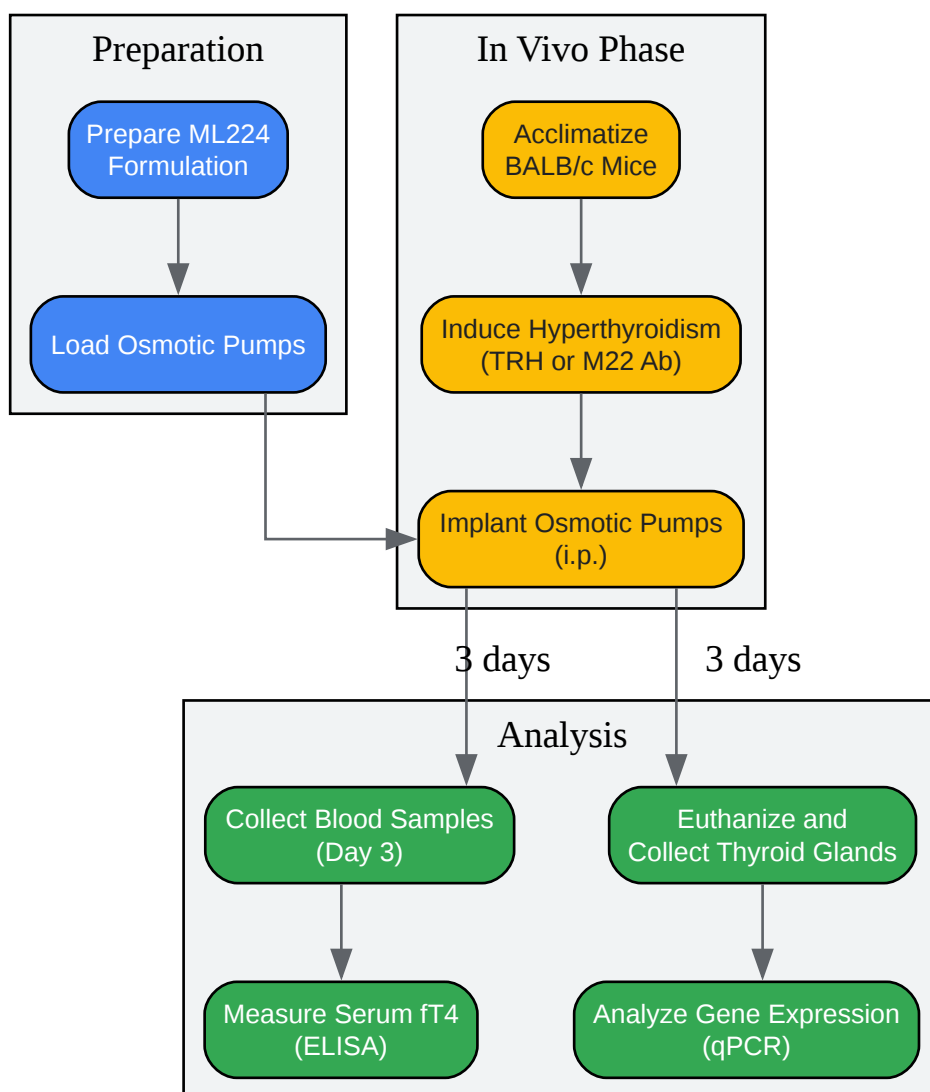 Preparation
Prepare ML224
Formulation
Load Osmotic Pumps
In Vivo Phase
Acclimatize
BALB/c Mice
Induce Hyperthyroidism
(TRH or M22 Ab)
Implant Osmotic Pumps
(i.p.)
3 days
3 days
Analysis
Collect Blood Samples
(Day 3)
Measure Serum fT4
(ELISA)
Euthanize and
Collect Thyroid Glands
Analyze Gene Expression
(qPCR)